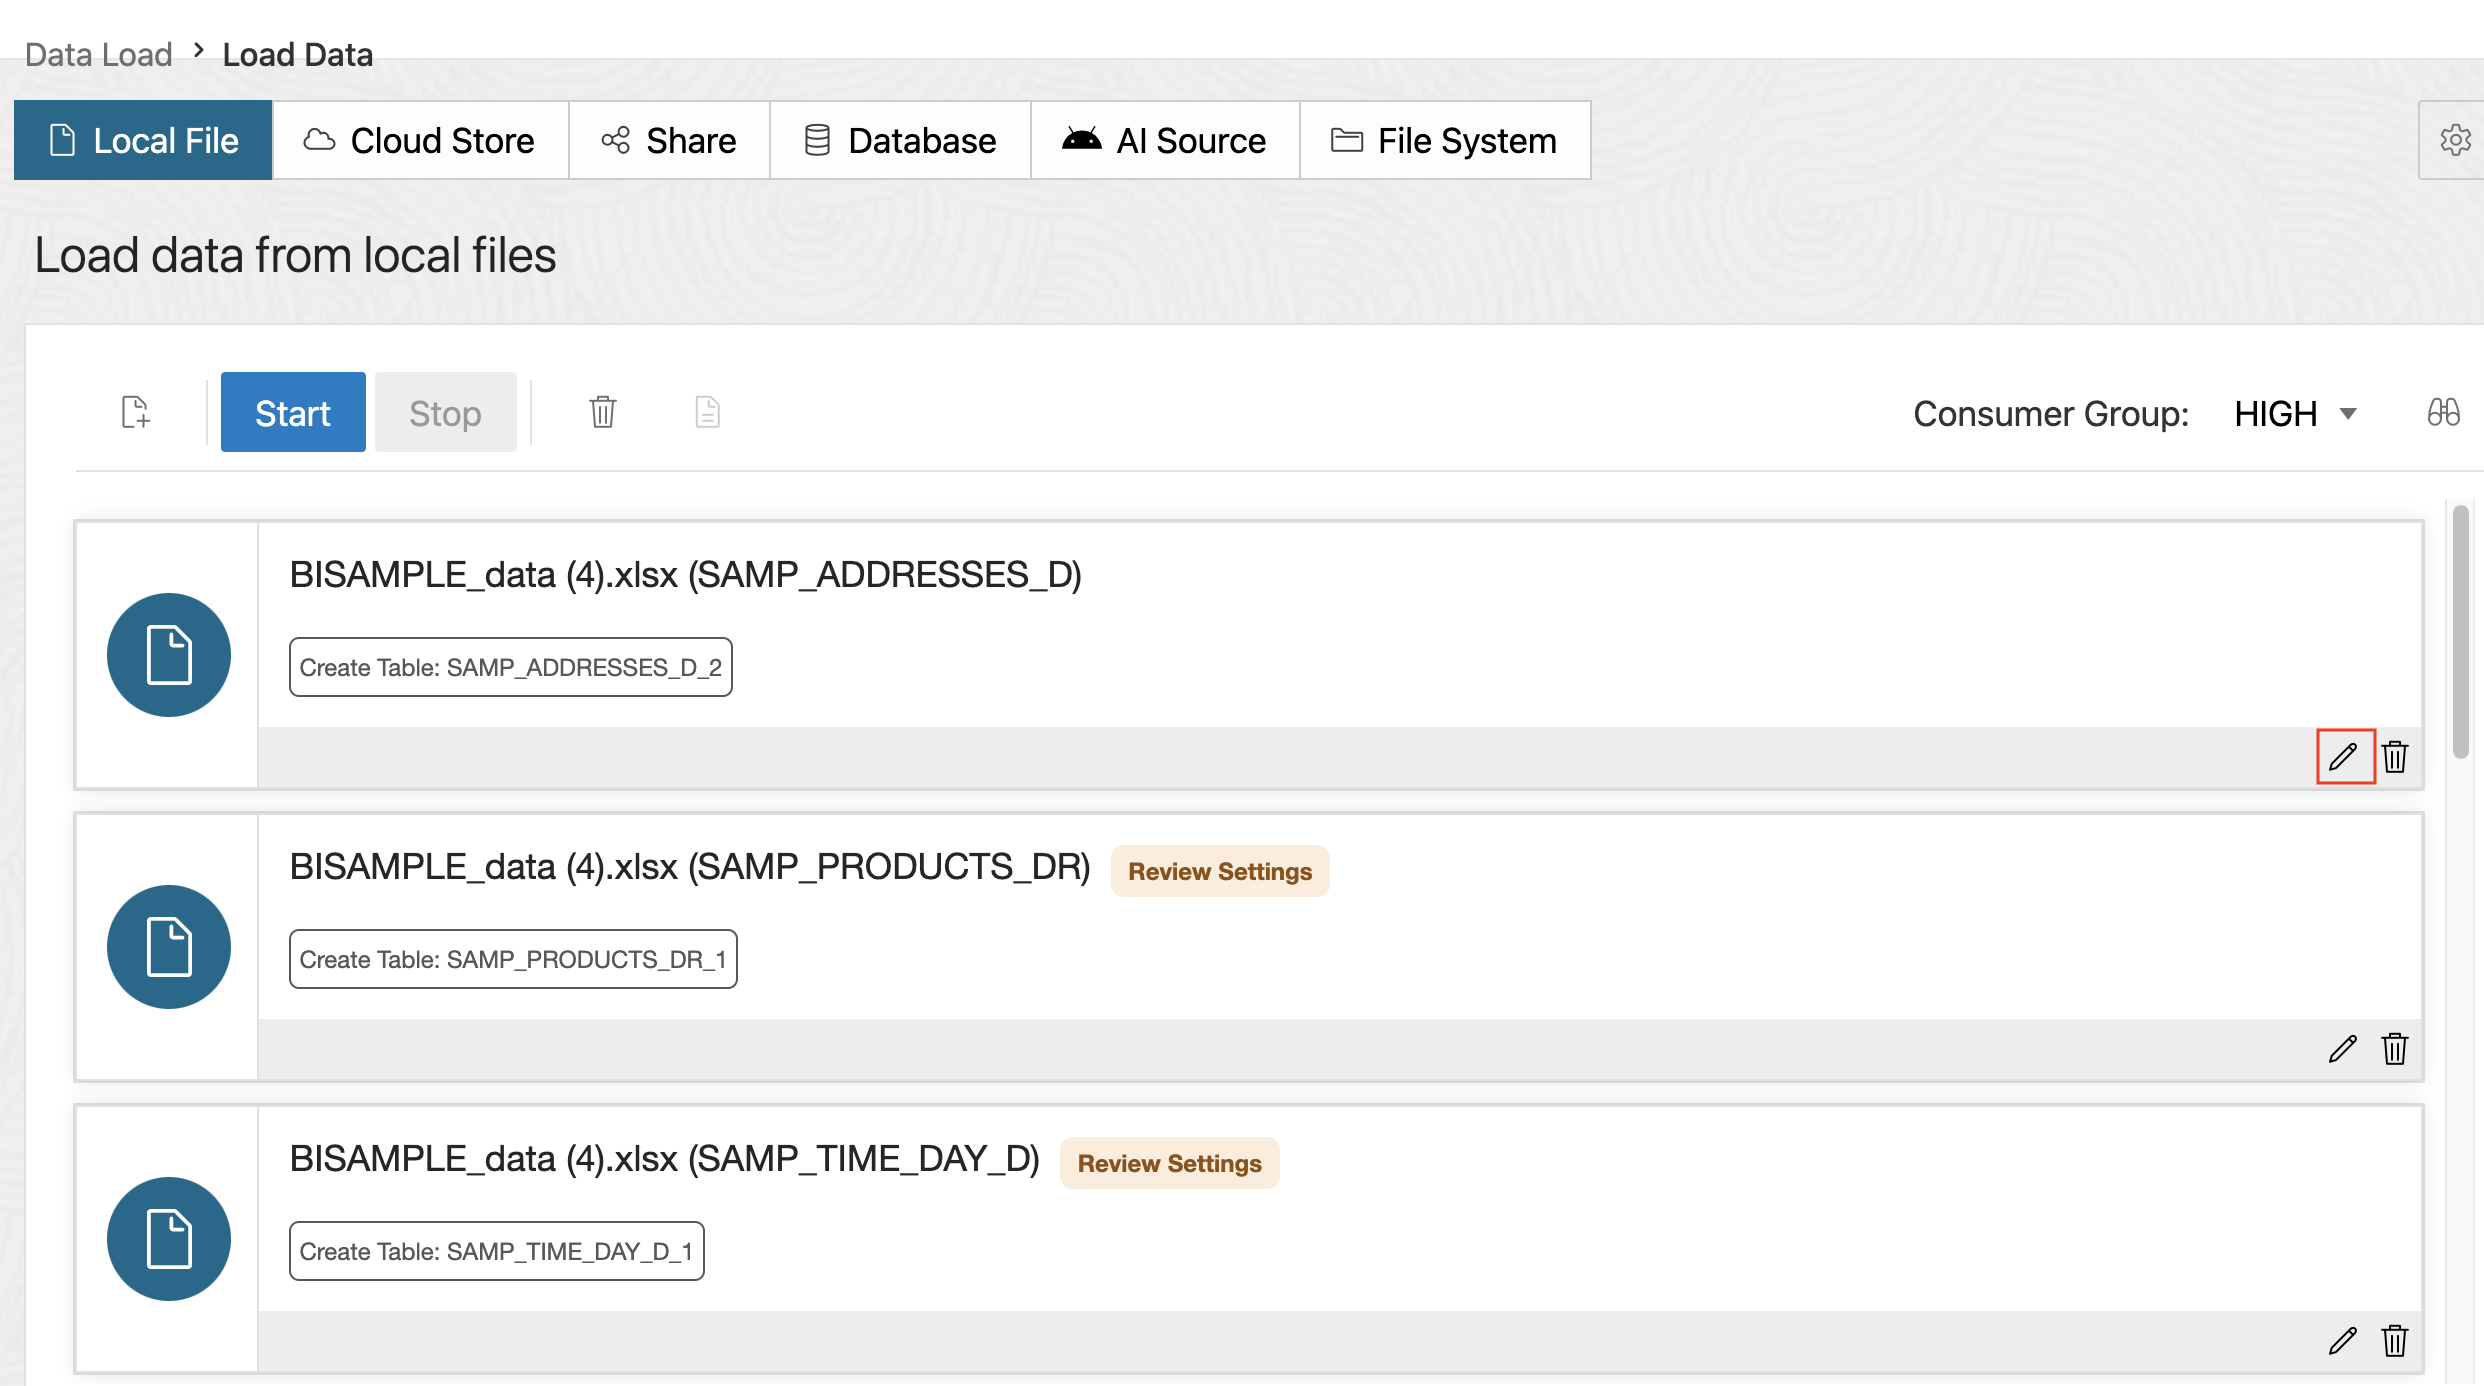 Data Load > Load Data
Local File Cloud Store Share Database AI Source File System
Load data from local files
Start Stop Consumer Group: HIGH
BISAMPLE_data (4).xlsx (SAMP_ADDRESSES_D)
Create Table: SAMP_ADDRESSES_D_2
BISAMPLE_data (4).xlsx (SAMP_PRODUCTS_DR) Review Settings
Create Table: SAMP_PRODUCTS_DR_1
BISAMPLE_data (4).xlsx (SAMP_TIME_DAY_D) Review Settings
Create Table: SAMP_TIME_DAY_D_1